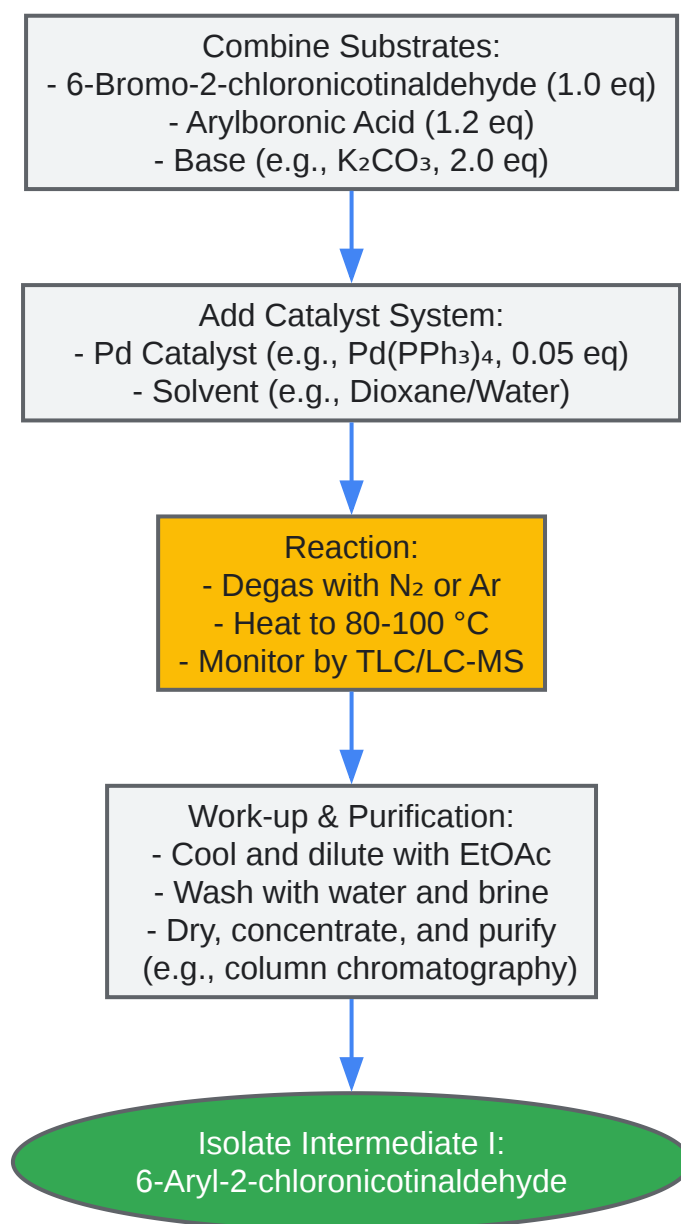 Combine Substrates:
- 6-Bromo-2-chloronicotinaldehyde (1.0 eq)
- Arylboronic Acid (1.2 eq)
- Base (e.g., K₂CO₃, 2.0 eq)
Add Catalyst System:
- Pd Catalyst (e.g., Pd(PPh₃)₄, 0.05 eq)
- Solvent (e.g., Dioxane/Water)
Reaction:
- Degas with N₂ or Ar
- Heat to 80-100 °C
- Monitor by TLC/LC-MS
Work-up & Purification:
- Cool and dilute with EtOAc
- Wash with water and brine
- Dry, concentrate, and purify
(e.g., column chromatography)
Isolate Intermediate I:
6-Aryl-2-chloronicotinaldehyde